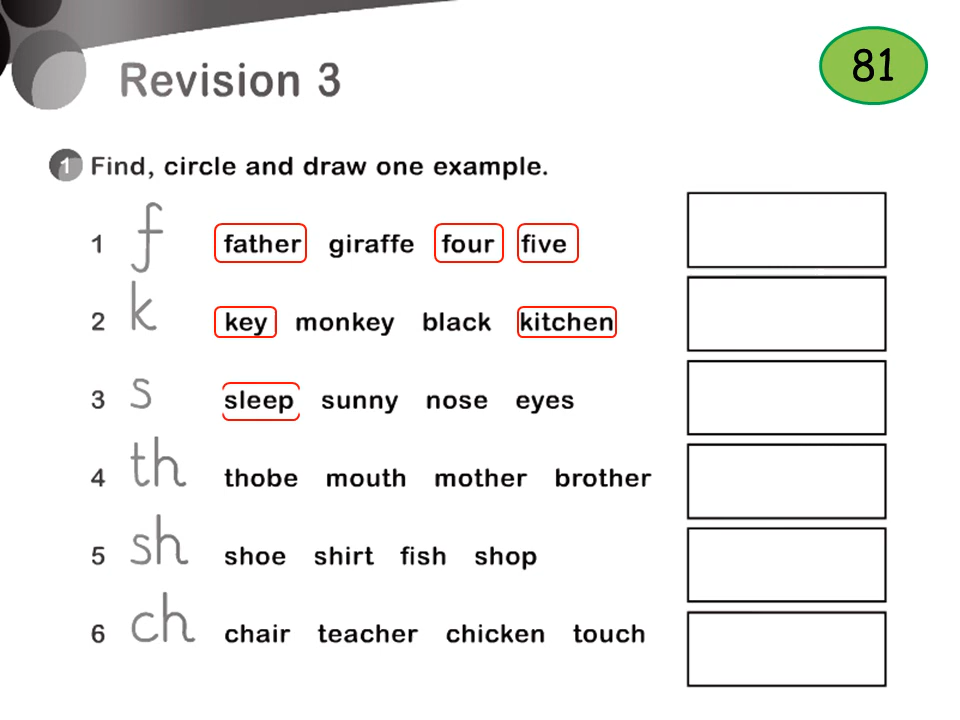 81
Revision 3
1 Find, circle and draw one example.
1 f father giraffe four five
2 k key monkey black kitchen
3 s sleep sunny nose eyes
4 th thobe mouth mother brother
5 sh shoe shirt fish shop
6 ch chair teacher chicken touch